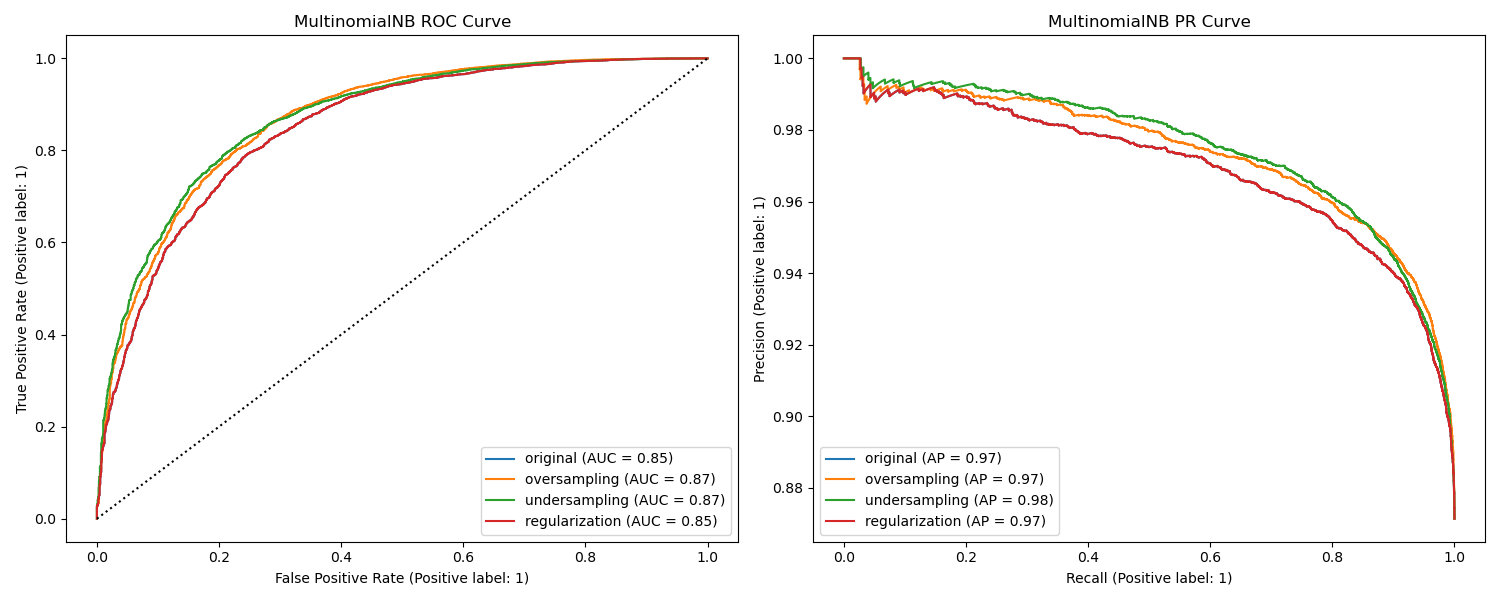 MultinomialNB ROC Curve
True Positive Rate (Positive label: 1)
1.0
0.8
0.6
0.4
0.2
0.0
original (AUC = 0.85)
oversampling (AUC = 0.87)
undersampling (AUC = 0.87)
regularization (AUC = 0.85)
0.0 0.2 0.4 0.6 0.8 1.0
False Positive Rate (Positive label: 1)
MultinomialNB PR Curve
Precision (Positive label: 1)
1.00
0.98
0.96
0.94
0.92
0.90
0.88
original (AP = 0.97)
oversampling (AP = 0.97)
undersampling (AP = 0.98)
regularization (AP = 0.97)
0.0 0.2 0.4 0.6 0.8 1.0
Recall (Positive label: 1)